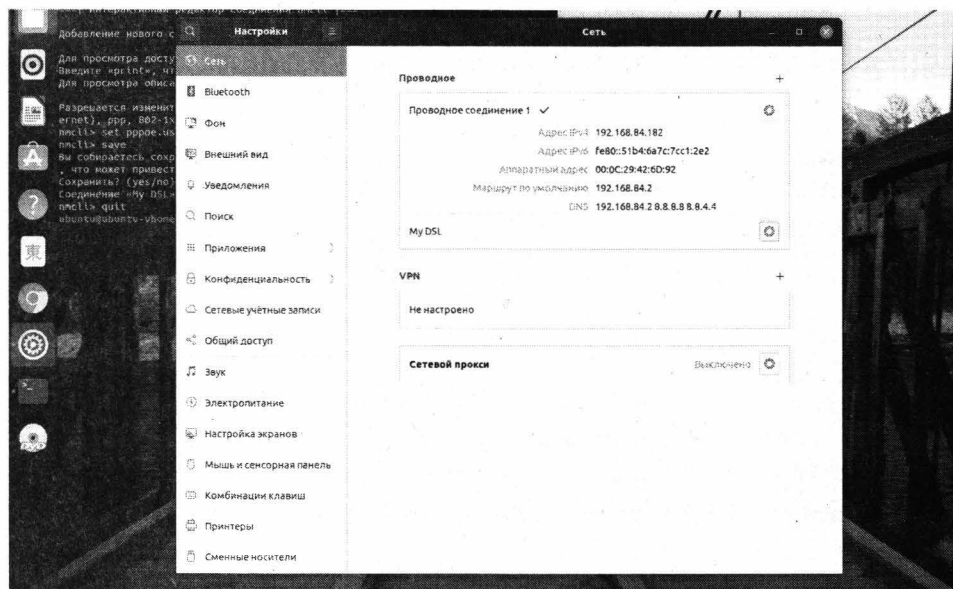 Добавление нового с
Для просмотра досту
Введите «print», чт
Для просмотра описа
Разрешается изменит
ernet), ppp, 802-1x
nmcli> set pppoe.us
nmcli> save
Вы собираетесь сохр
, что может привест
Сохранить? (yes/no)
Соединение «My DSL»
nmcli> quit
ubuntu@ubuntu-vhome
Настройки
Сеть
Bluetooth
Фон
Внешний вид
Уведомления
Поиск
Приложения
Конфиденциальность
Сетевые учётные записи
Общий доступ
Звук
Электропитание
Настройка экранов
Мышь и сенсорная панель
Комбинации клавиш
Принтеры
Сменные носители
Сеть
Проводное
Проводное соединение 1
Адрес IPv4 192.168.84.182
Адрес IPv6 fe80::51b4:6a7c:7cc1:2e2
Аппаратный адрес 00:0C:29:42:6D:92
Маршрут по умолчанию 192.168.84.2
DNS 192.168.84.2 8.8.8.8 8.8.4.4
My DSL
VPN
Не настроено
Сетевой прокси Выключено